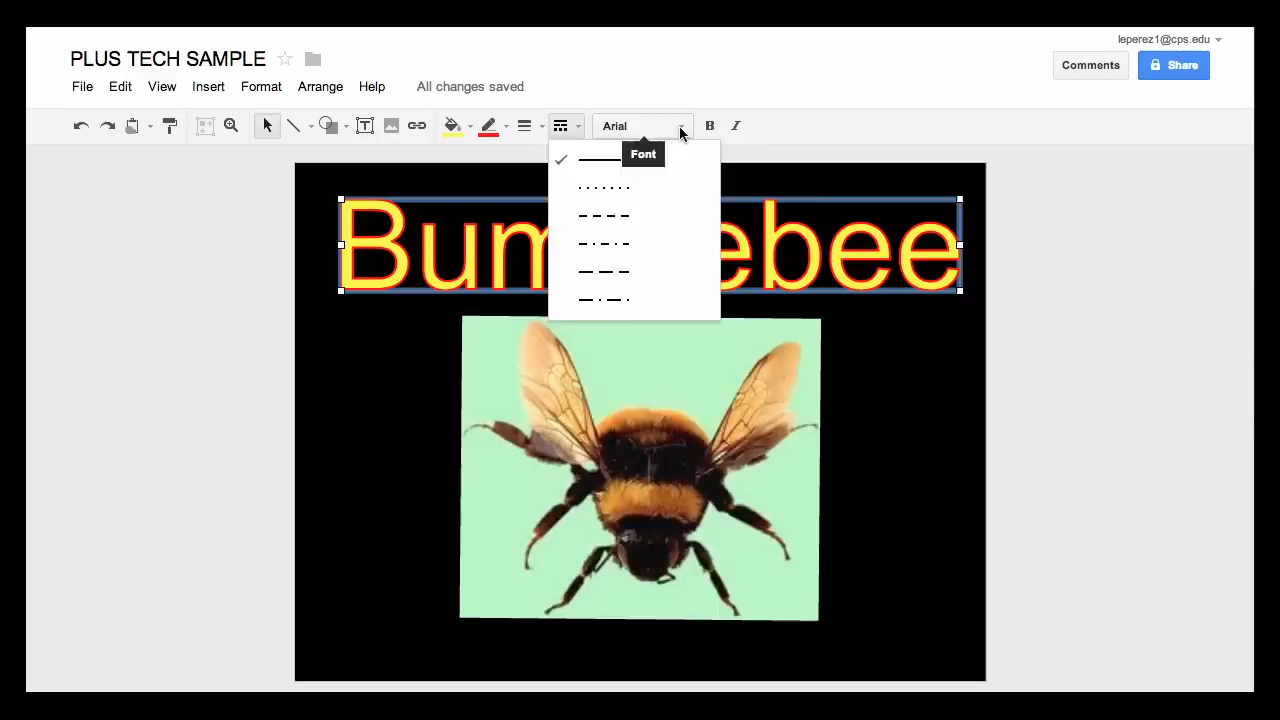 leperez1@cps.edu
PLUS TECH SAMPLE
Comments
Share
File Edit View Insert Format Arrange Help All changes saved
Arial B I
Font
Bum ebee